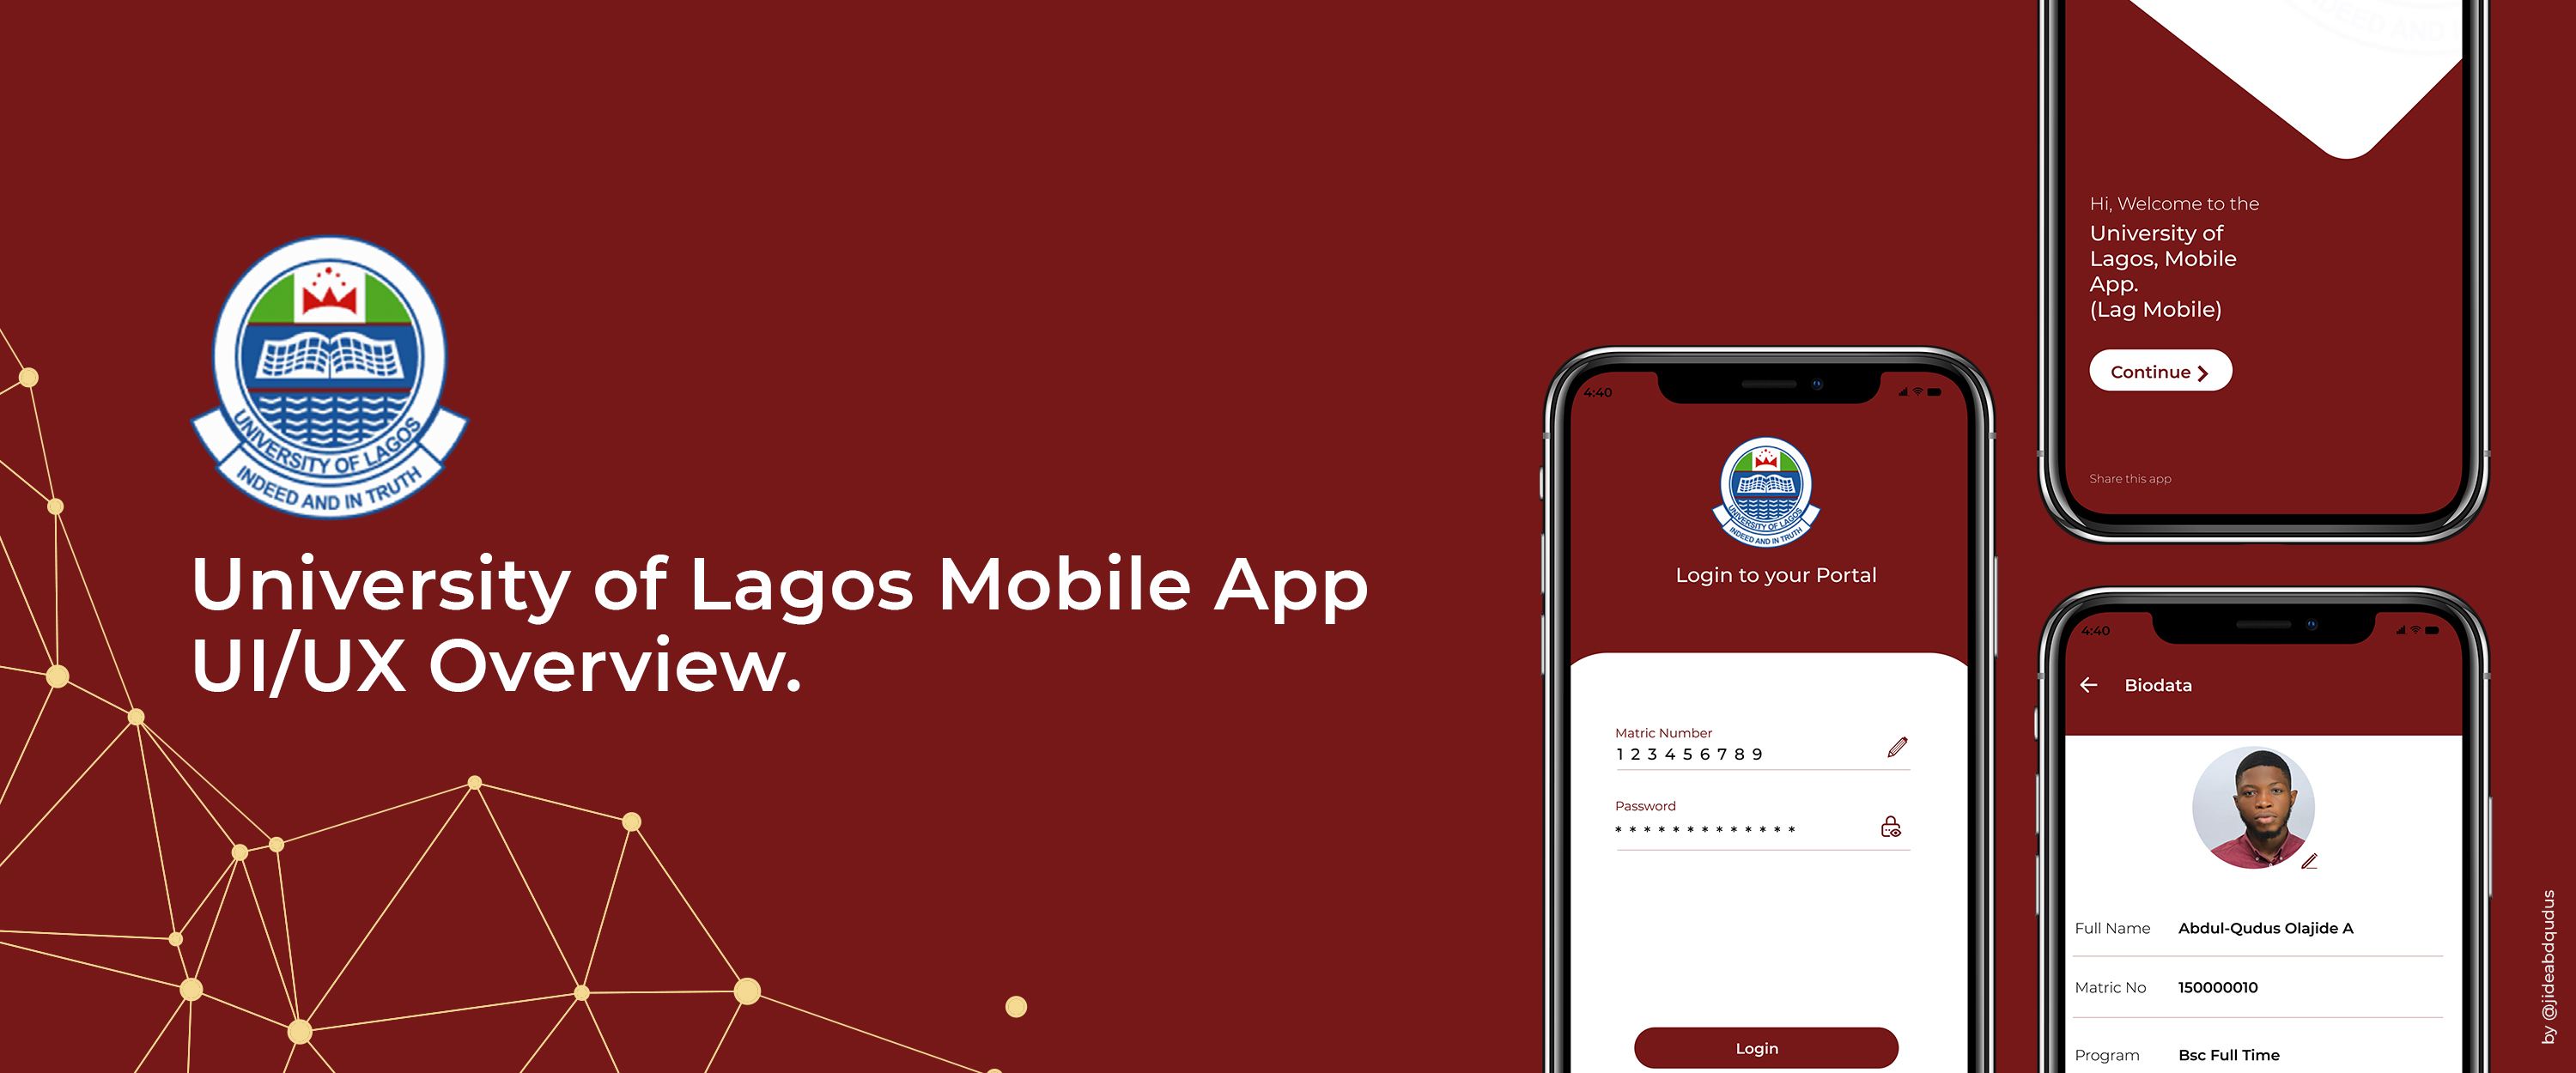 UNIVERSITY OF LAGOS
INDEED AND IN TRUTH
University of Lagos Mobile App
UI/UX Overview.
4:40
UNIVERSITY OF LAGOS
INDEED AND IN TRUTH
Login to your Portal
Matric Number
1 2 3 4 5 6 7 8 9
Password
* * * * * * * * * * * * *
Login
INDEED AND
Hi, Welcome to the
University of
Lagos, Mobile
App.
(Lag Mobile)
Continue
Share this app
4:40
Biodata
Full Name Abdul-Qudus Olajide A
Matric No 150000010
Program Bsc Full Time
by @jideabdqudus